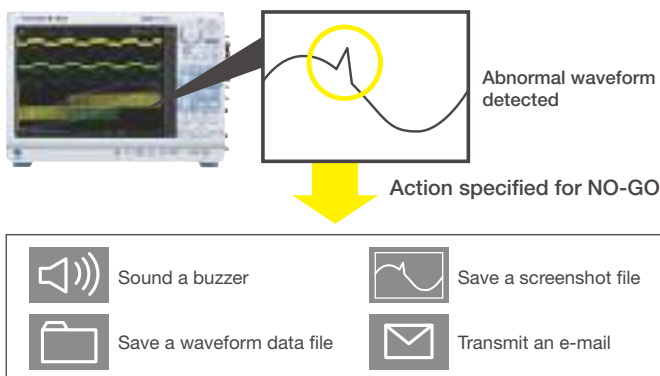 Abnormal waveform
detected
Action specified for NO-GO
Sound a buzzer
Save a screenshot file
Save a waveform data file
Transmit an e-mail